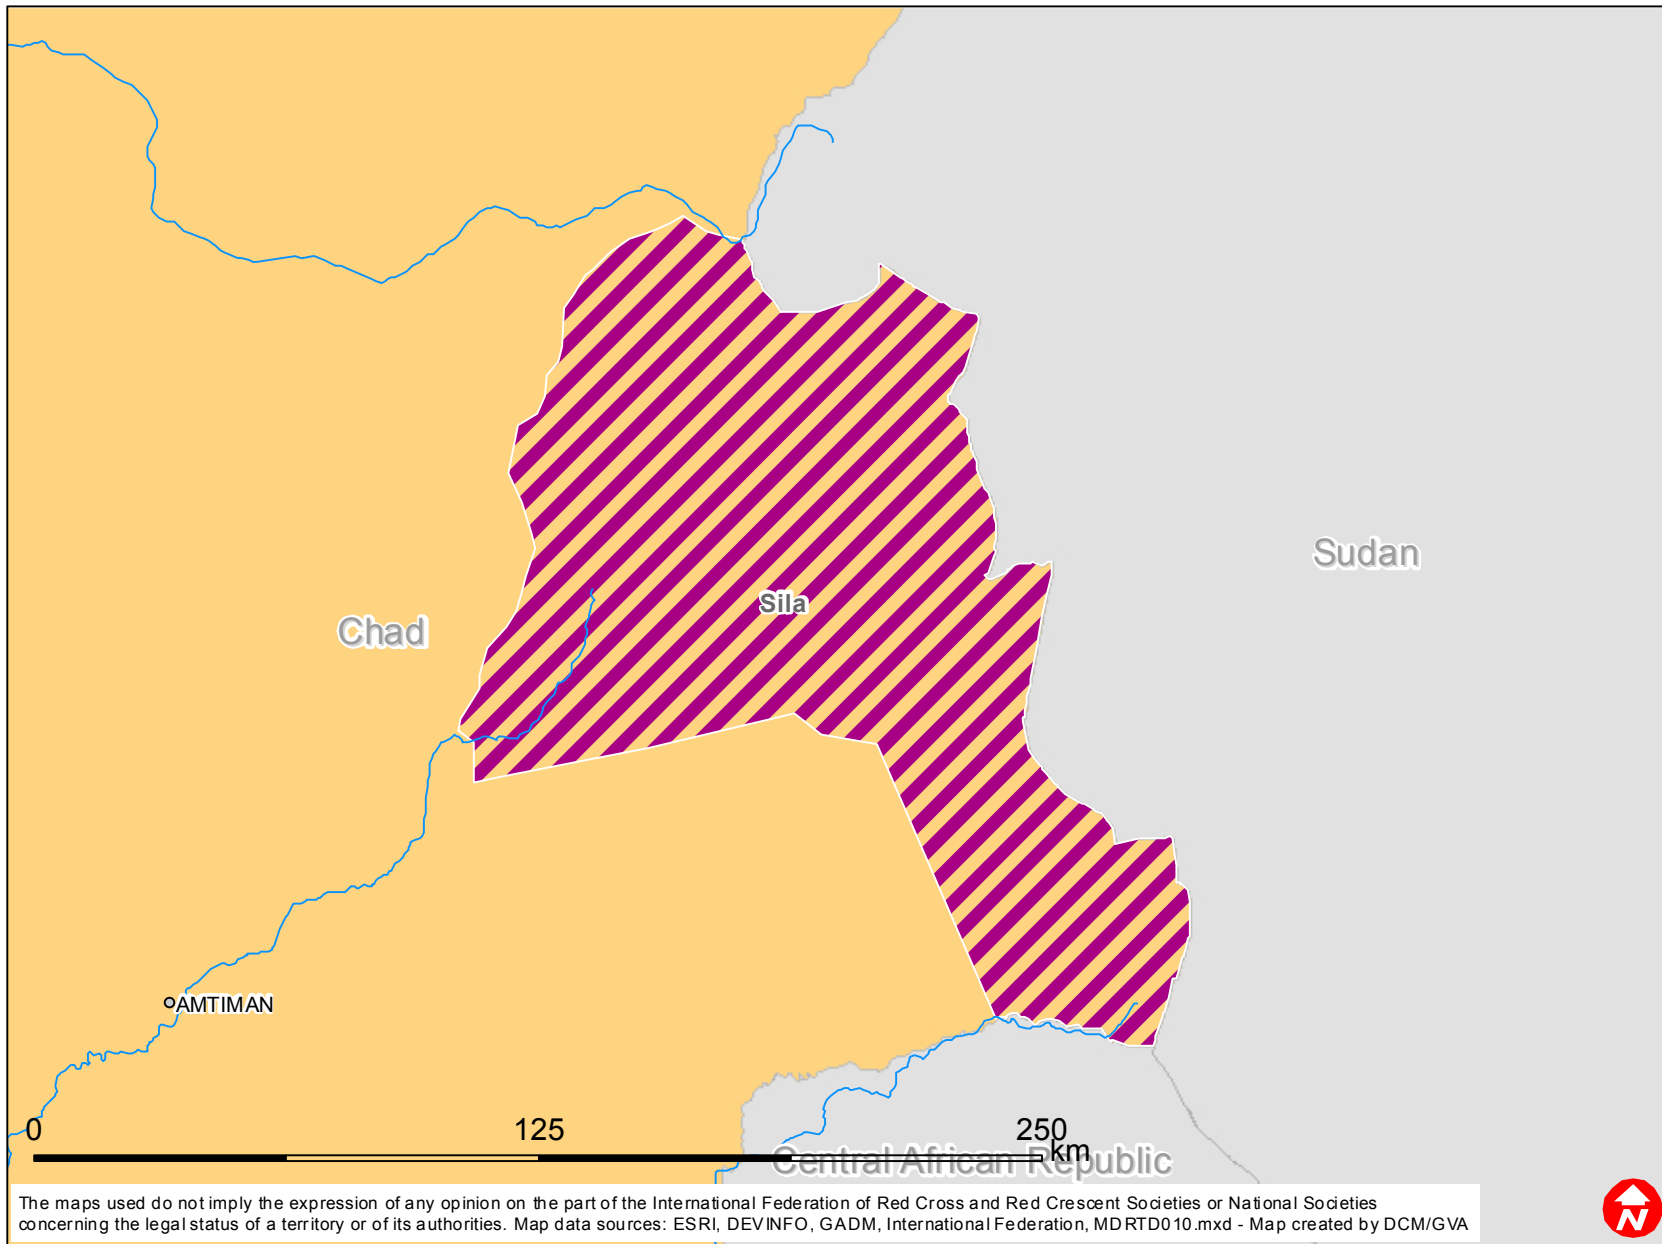 Sudan
Sila
Chad
AMTIMAN
0 125 250
km
Central African Republic
The maps used do not imply the expression of any opinion on the part of the International Federation of Red Cross and Red Crescent Societies or National Societies
concerning the legal status of a territory or of its authorities. Map data sources: ESRI, DEVINFO, GADM, International Federation, MDRTD010.mxd - Map created by DCM/GVA
N